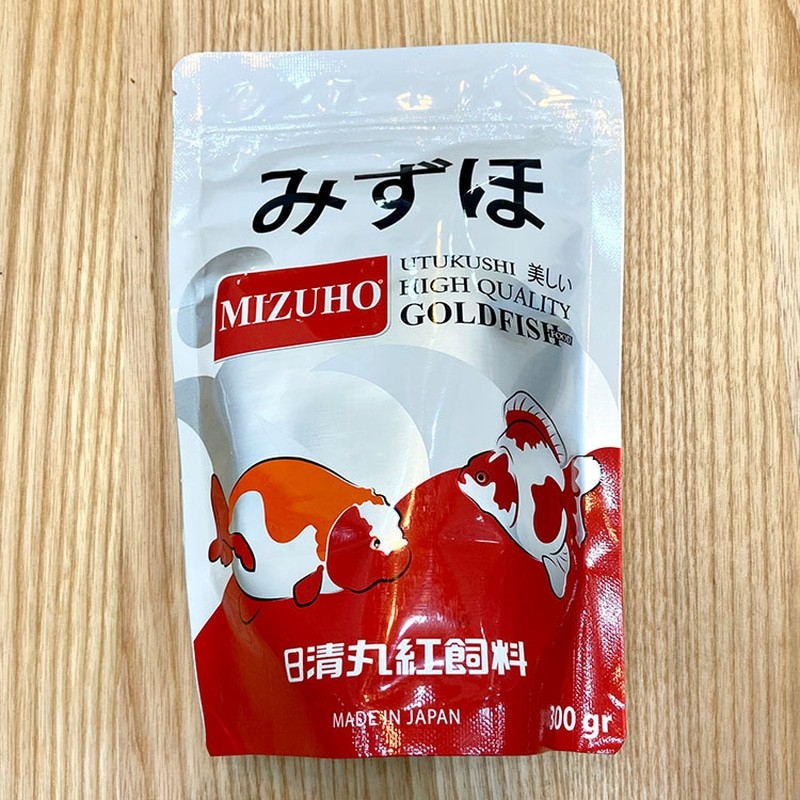 みずほ
MIZUHO®
UTUKUSHI 美しい
HIGH QUALITY
GOLDFISH FOOD
日清丸紅飼料
MADE IN JAPAN
300 gr